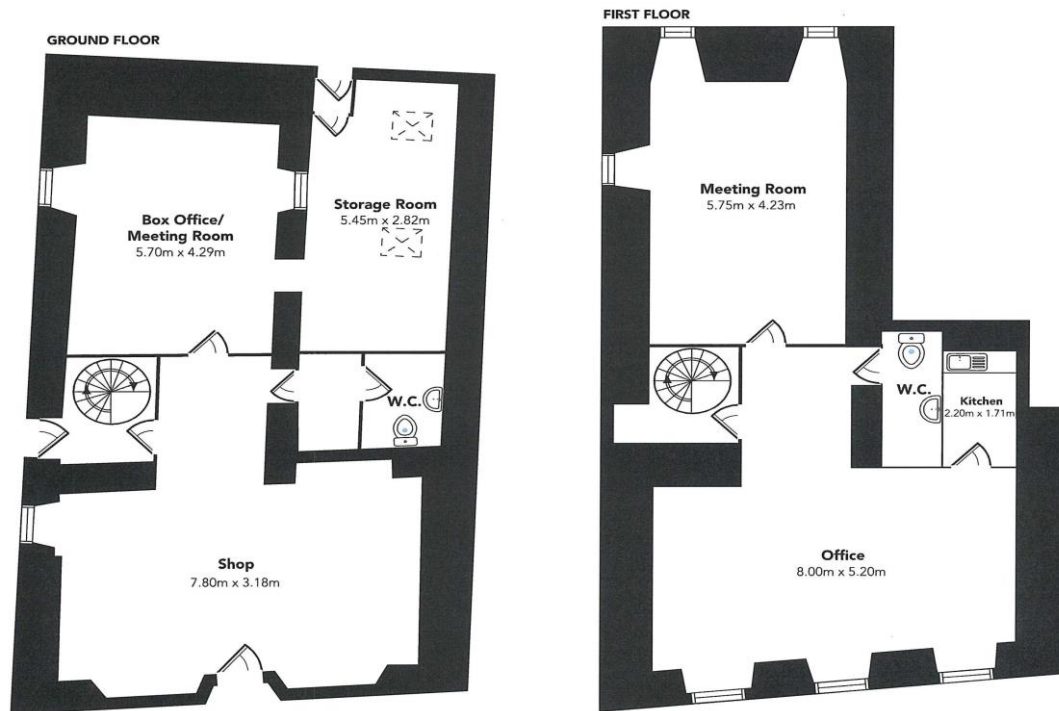 GROUND FLOOR
Box Office/
Meeting Room
5.70m x 4.29m
Storage Room
5.45m x 2.82m
W.C.
Shop
7.80m x 3.18m
FIRST FLOOR
Meeting Room
5.75m x 4.23m
W.C.
Kitchen
2.20m x 1.71m
Office
8.00m x 5.20m